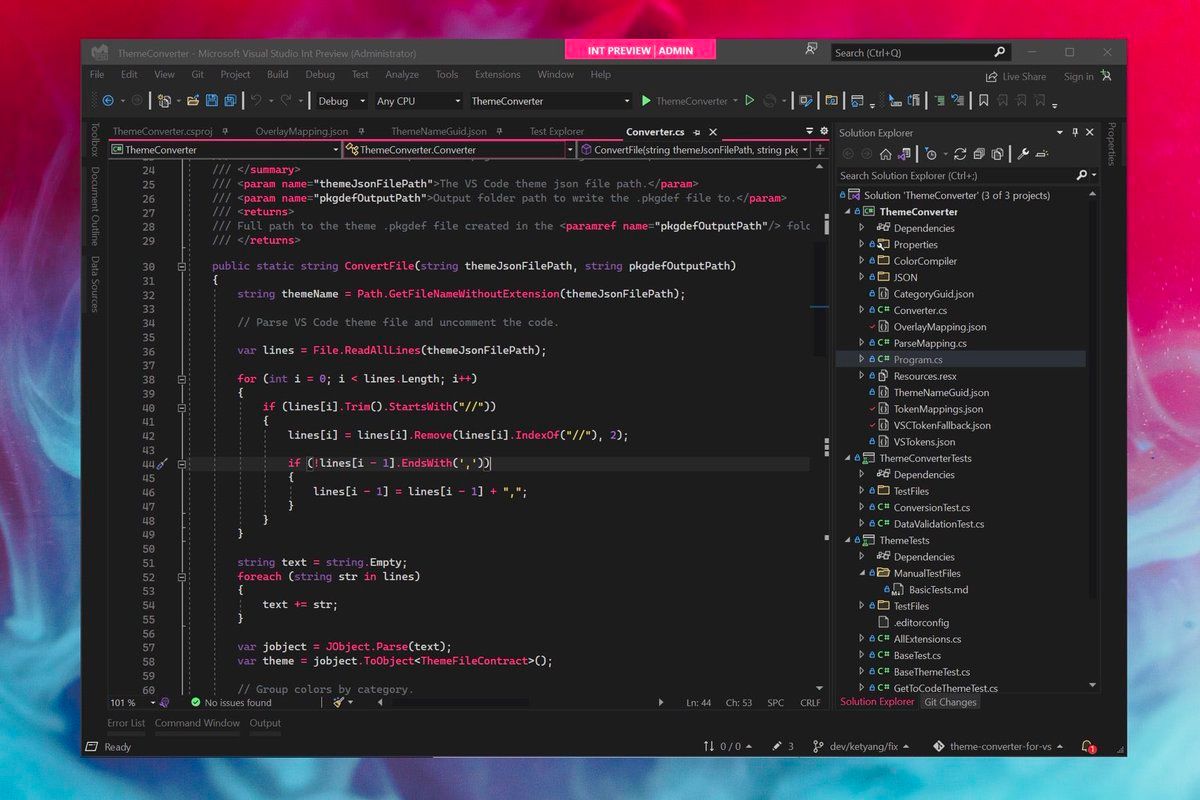 ThemeConverter - Microsoft Visual Studio Int Preview (Administrator)
INT PREVIEW | ADMIN
Search (Ctrl+Q)
File Edit View Git Project Build Debug Test Analyze Tools Extensions Window Help
Live Share Sign in
Debug Any CPU ThemeConverter ThemeConverter
Toolbox
Document Outline
Data Sources
ThemeConverter.csproj OverlayMapping.json ThemeNameGuid.json Test Explorer Converter.cs
ThemeConverter ThemeConverter.Converter ConvertFile(string themeJsonFilePath, string pkg
24 /// </summary>
25 /// <param name="themeJsonFilePath">The VS Code theme json file path.</param>
26 /// <param name="pkgdefOutputPath">Output folder path to write the .pkgdef file to.</param>
27 /// <returns>
28 /// Full path to the theme .pkgdef file created in the <paramref name="pkgdefOutputPath"/> fold
29 /// </returns>
30 public static string ConvertFile(string themeJsonFilePath, string pkgdefOutputPath)
31 {
32 string themeName = Path.GetFileNameWithoutExtension(themeJsonFilePath);
33
34 // Parse VS Code theme file and uncomment the code.
35
36 var lines = File.ReadAllLines(themeJsonFilePath);
37
38 for (int i = 0; i < lines.Length; i++)
39 {
40 if (lines[i].Trim().StartsWith("//"))
41 {
42 lines[i] = lines[i].Remove(lines[i].IndexOf("//"), 2);
43
44 if (!lines[i - 1].EndsWith(','))
45 {
46 lines[i - 1] = lines[i - 1] + ",";
47 }
48 }
49 }
50
51 string text = string.Empty;
52 foreach (string str in lines)
53 {
54 text += str;
55 }
56
57 var jobject = JObject.Parse(text);
58 var theme = jobject.ToObject<ThemeFileContract>();
59
60 // Group colors by category.
101 % No issues found Ln: 44 Ch: 53 SPC CRLF
Solution Explorer
Search Solution Explorer (Ctrl+;)
Solution 'ThemeConverter' (3 of 3 projects)
ThemeConverter
Dependencies
Properties
ColorCompiler
JSON
CategoryGuid.json
C# Converter.cs
OverlayMapping.json
C# ParseMapping.cs
C# Program.cs
Resources.resx
ThemeNameGuid.json
TokenMappings.json
VSCTokenFallback.json
VSTokens.json
ThemeConverterTests
Dependencies
TestFiles
C# ConversionTest.cs
C# DataValidationTest.cs
ThemeTests
Dependencies
ManualTestFiles
BasicTests.md
TestFiles
.editorconfig
C# AllExtensions.cs
C# BaseTest.cs
C# BaseThemeTest.cs
C# GetToCodeThemeTest.cs
Solution Explorer Git Changes
Properties
Error List Command Window Output
Ready 0 / 0 3 dev/ketyang/fix theme-converter-for-vs 1